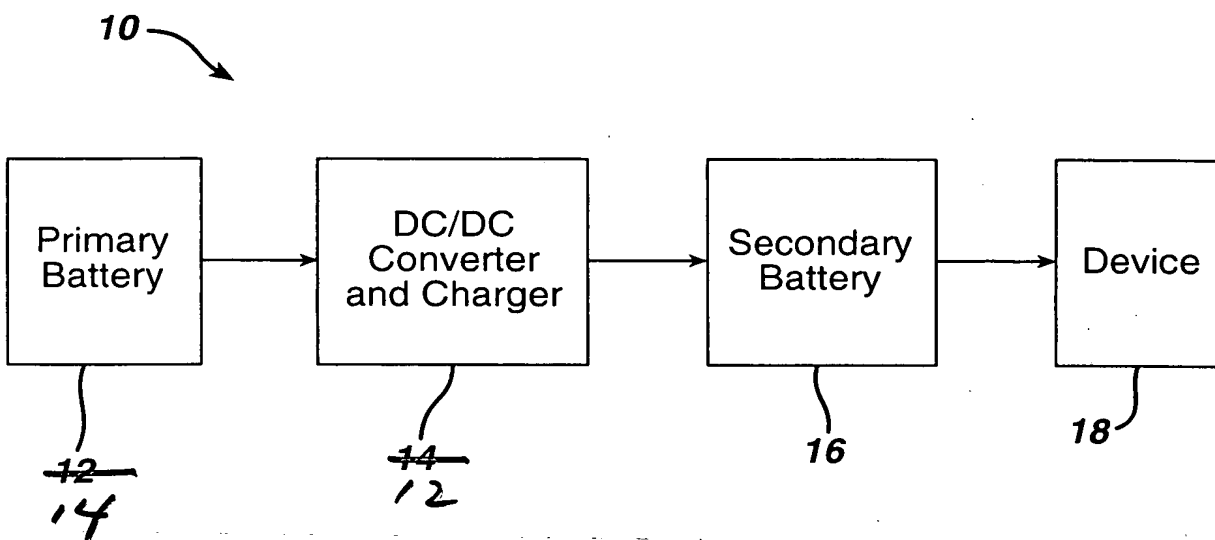 10
Primary
Battery
DC/DC
Converter
and Charger
Secondary
Battery
Device
12
14
14
12
16
18